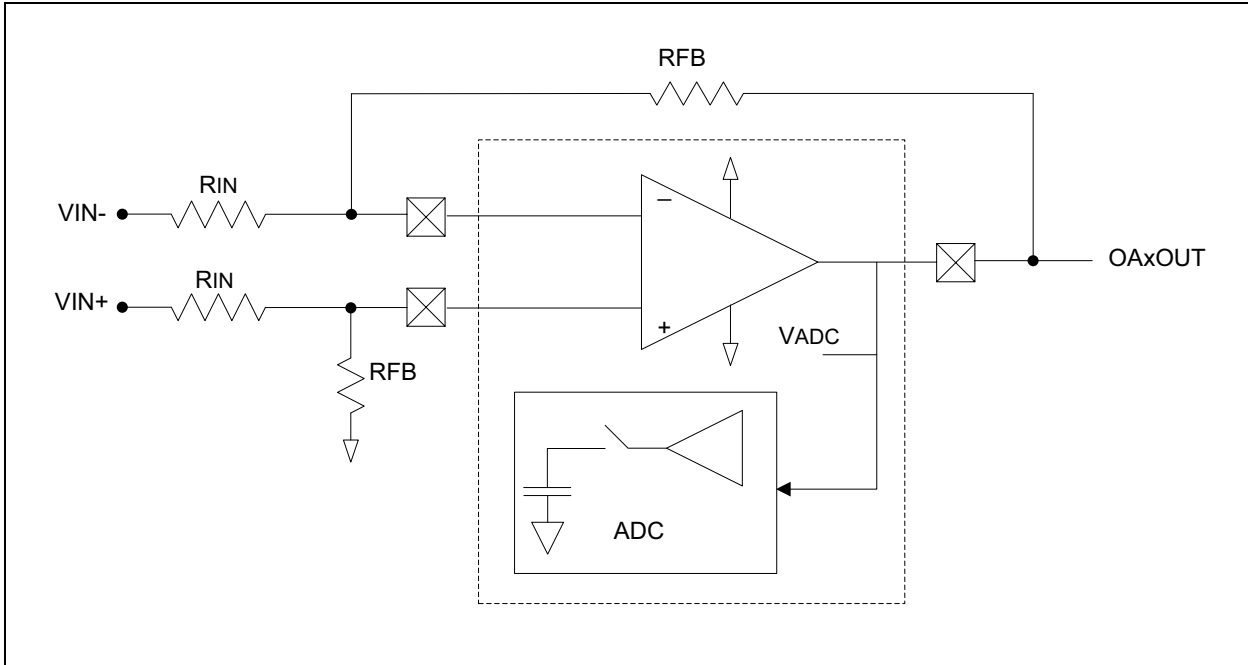 RFB
RIN
VIN-
–
OAxOUT
RIN
VIN+
+
VADC
RFB
ADC